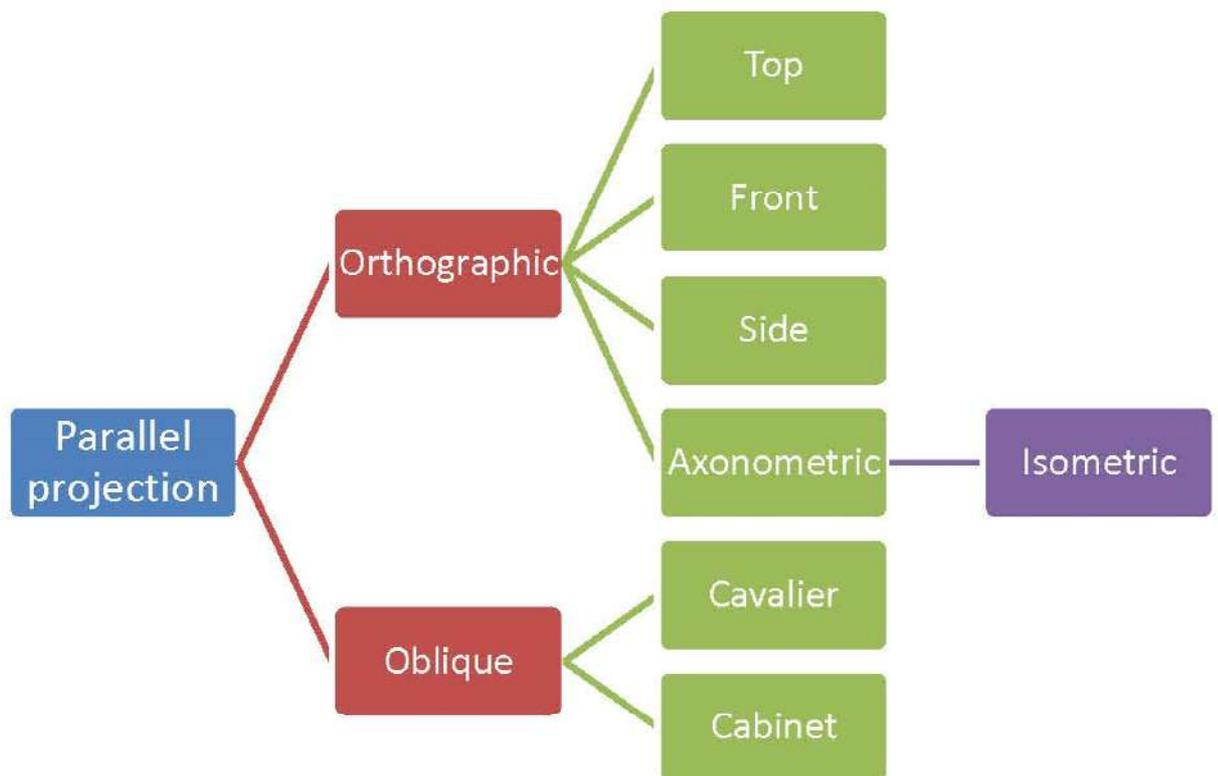 Parallel
projection
Orthographic
Oblique
Top
Front
Side
Axonometric
Cavalier
Cabinet
Isometric